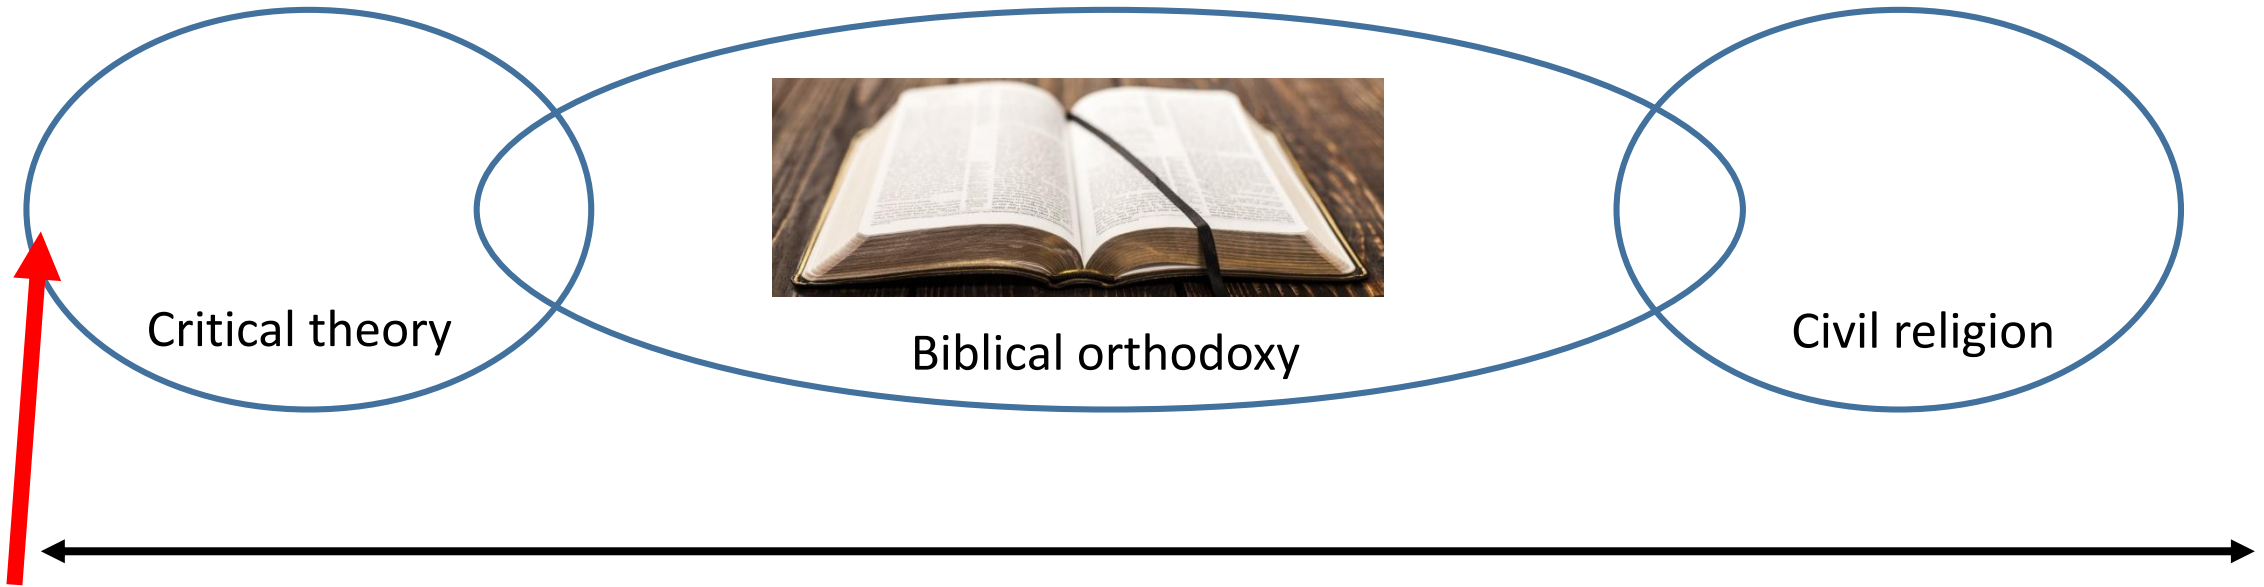 Critical theory
Biblical orthodoxy
Civil religion